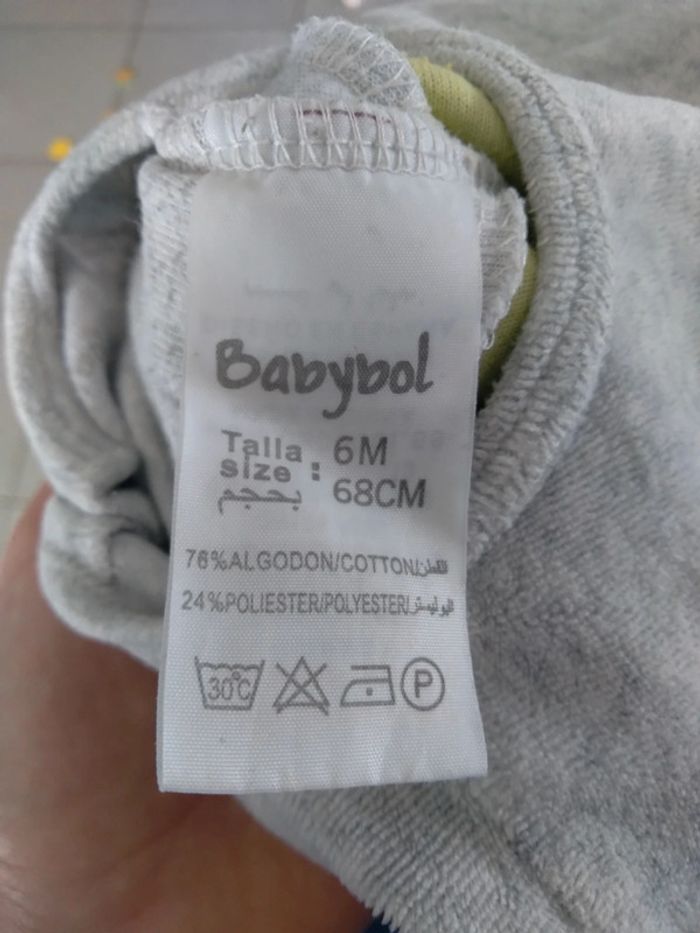 Babybol
Talla
size :
بحجم
6M
68CM
76%ALGODON/COTTON/القطن
24%POLIESTER/POLYESTER/البوليستر
30°C
P